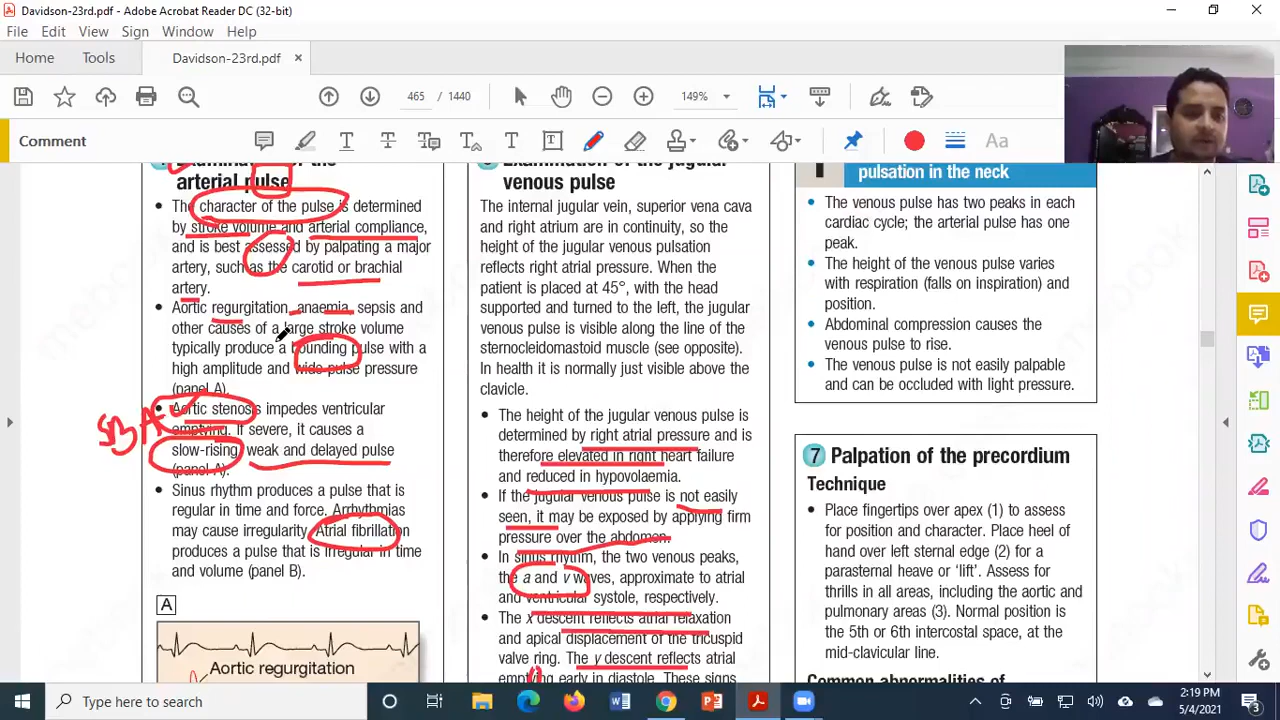 Davidson-23rd.pdf - Adobe Acrobat Reader DC (32-bit)
File Edit View Sign Window Help
Home Tools Davidson-23rd.pdf ×
465 / 1440 149%
Comment
Aa
Examination of the
arterial pulse
• The character of the pulse is determined
by stroke volume and arterial compliance,
and is best assessed by palpating a major
artery, such as the carotid or brachial
artery.
• Aortic regurgitation, anaemia, sepsis and
other causes of a large stroke volume
typically produce a bounding pulse with a
high amplitude and wide pulse pressure
(panel A).
• Aortic stenosis impedes ventricular
emptying. If severe, it causes a
slow-rising, weak and delayed pulse
(panel A).
• Sinus rhythm produces a pulse that is
regular in time and force. Arrhythmias
may cause irregularity. Atrial fibrillation
produces a pulse that is irregular in time
and volume (panel B).
A
Aortic regurgitation
Examination of the jugular
venous pulse
The internal jugular vein, superior vena cava
and right atrium are in continuity, so the
height of the jugular venous pulsation
reflects right atrial pressure. When the
patient is placed at 45°, with the head
supported and turned to the left, the jugular
venous pulse is visible along the line of the
sternocleidomastoid muscle (see opposite).
In health it is normally just visible above the
clavicle.
• The height of the jugular venous pulse is
determined by right atrial pressure and is
therefore elevated in right heart failure
and reduced in hypovolaemia.
• If the jugular venous pulse is not easily
seen, it may be exposed by applying firm
pressure over the abdomen.
• In sinus rhythm, the two venous peaks,
the a and v waves, approximate to atrial
and ventricular systole, respectively.
• The x descent reflects atrial relaxation
and apical displacement of the tricuspid
valve ring. The y descent reflects atrial
emptying early in diastole. These signs
pulsation in the neck
• The venous pulse has two peaks in each
cardiac cycle; the arterial pulse has one
peak.
• The height of the venous pulse varies
with respiration (falls on inspiration) and
position.
• Abdominal compression causes the
venous pulse to rise.
• The venous pulse is not easily palpable
and can be occluded with light pressure.
7 Palpation of the precordium
Technique
• Place fingertips over apex (1) to assess
for position and character. Place heel of
hand over left sternal edge (2) for a
parasternal heave or ‘lift’. Assess for
thrills in all areas, including the aortic and
pulmonary areas (3). Normal position is
the 5th or 6th intercostal space, at the
mid-clavicular line.
Common abnormalities of
Type here to search
2:19 PM
5/4/2021
3